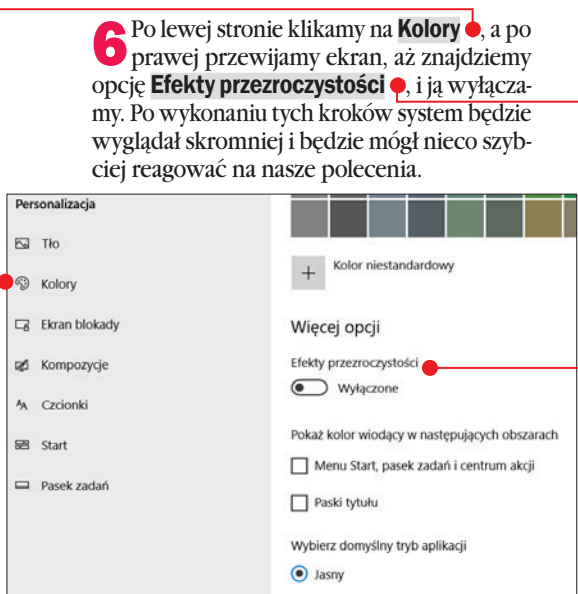 6 Po lewej stronie klikamy na Kolory, a po
prawej przewijamy ekran, aż znajdziemy
opcję Efekty przezroczystości, i ją wyłącza-
my. Po wykonaniu tych kroków system będzie
wyglądał skromniej i będzie mógł nieco szyb-
ciej reagować na nasze polecenia.
Personalizacja
Tło
Kolory
Ekran blokady
Kompozycje
Czcionki
Start
Pasek zadań
Kolor niestandardowy
Więcej opcji
Efekty przezroczystości
Wyłączone
Pokaż kolor wiodący w następujących obszarach
Menu Start, pasek zadań i centrum akcji
Paski tytułu
Wybierz domyślny tryb aplikacji
Jasny